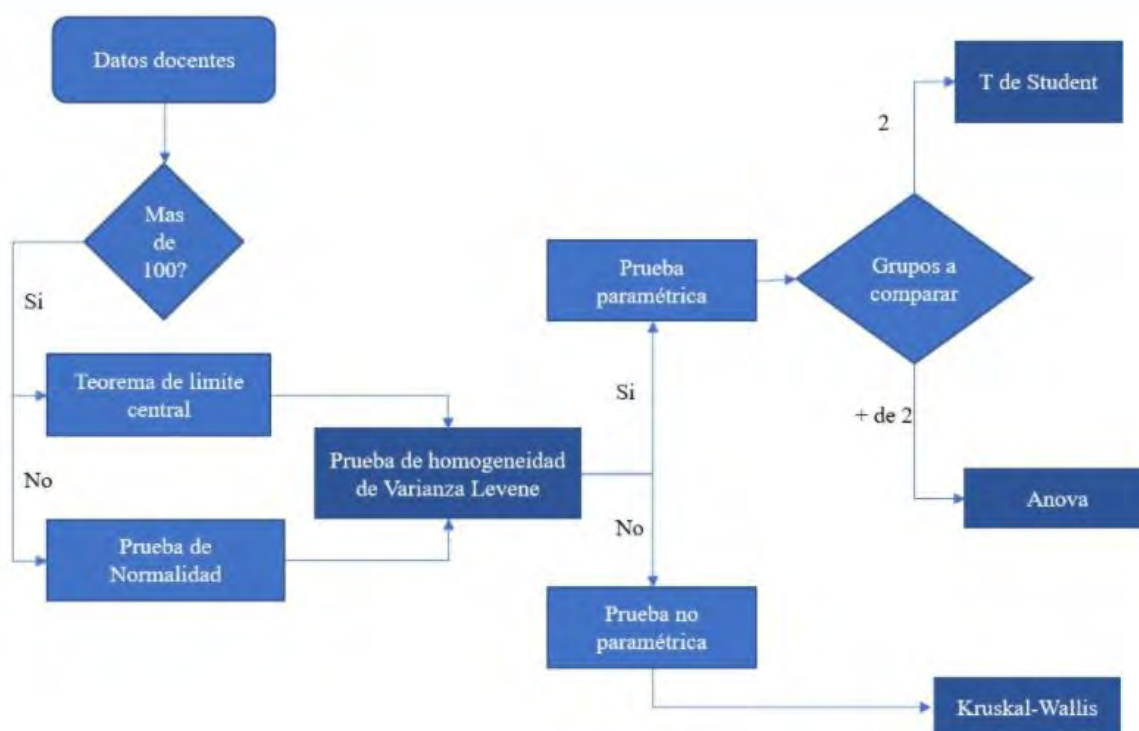 Datos docentes
Mas
de
100?
Si
Teorema de limite
central
No
Prueba de
Normalidad
Prueba de homogeneidad
de Varianza Levene
Si
No
Prueba
paramétrica
Prueba no
paramétrica
Grupos a
comparar
2
T de Student
+ de 2
Anova
Kruskal-Wallis